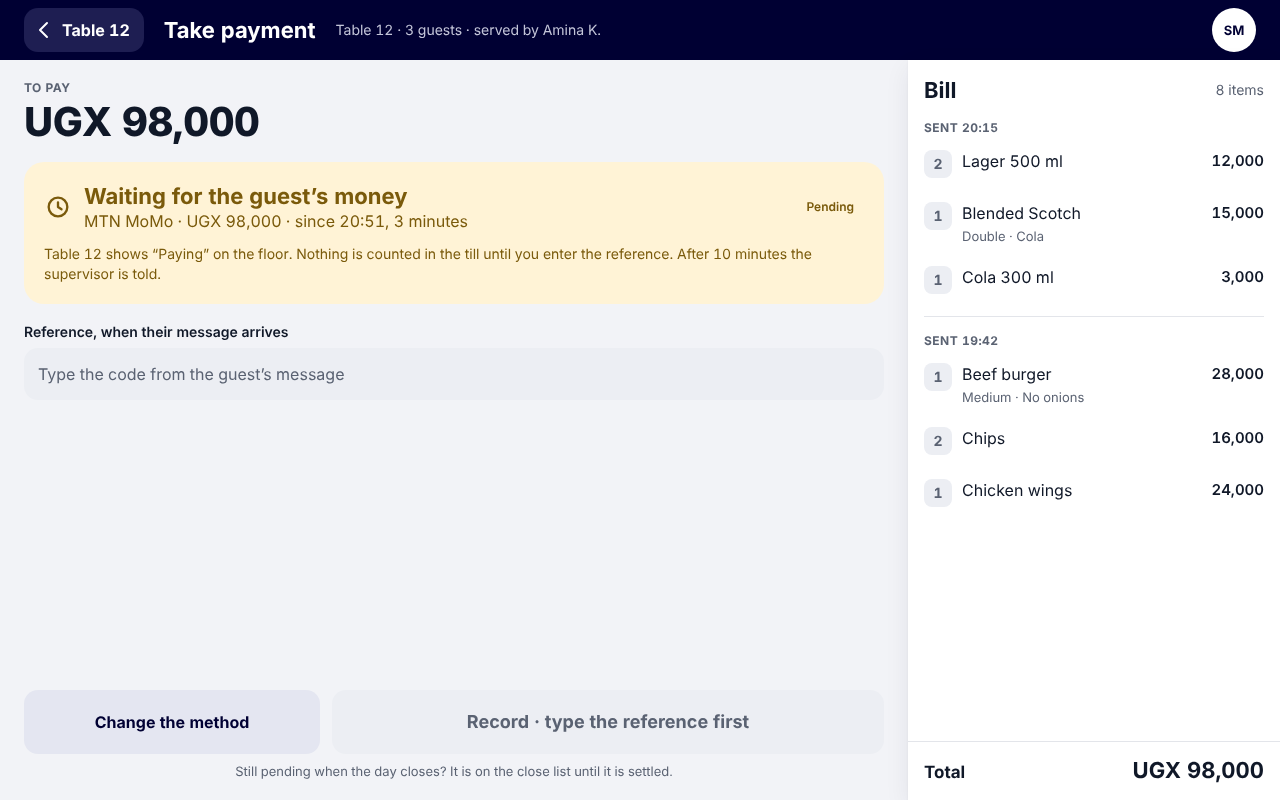 Table 12
Take payment
Table 12 · 3 guests · served by Amina K.
SM
TO PAY
UGX 98,000
Waiting for the guest’s money
MTN MoMo · UGX 98,000 · since 20:51, 3 minutes
Pending
Table 12 shows “Paying” on the floor. Nothing is counted in the till until you enter the reference. After 10 minutes the
supervisor is told.
Reference, when their message arrives
Type the code from the guest’s message
Change the method
Record · type the reference first
Still pending when the day closes? It is on the close list until it is settled.
Bill
8 items
SENT 20:15
2 Lager 500 ml 12,000
1 Blended Scotch 15,000
Double · Cola
1 Cola 300 ml 3,000
SENT 19:42
1 Beef burger 28,000
Medium · No onions
2 Chips 16,000
1 Chicken wings 24,000
Total UGX 98,000